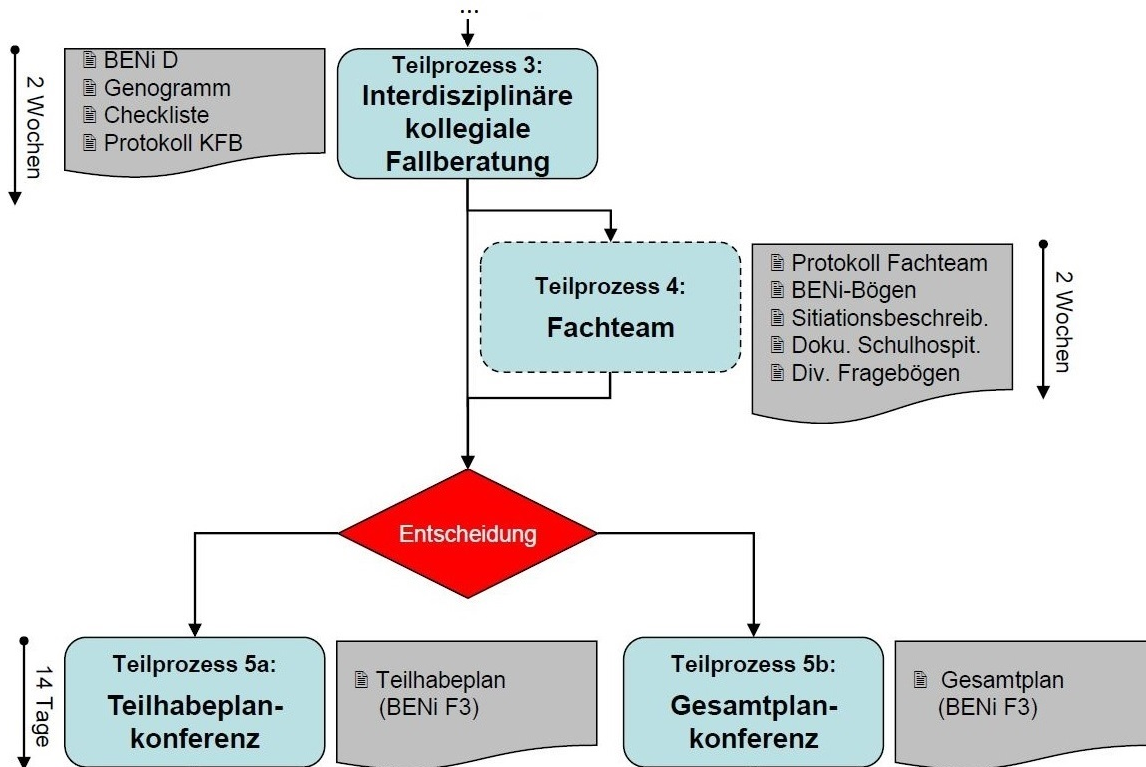 ...
2 Wochen
BENi D
Genogramm
Checkliste
Protokoll KFB
Teilprozess 3:
Interdisziplinäre
kollegiale
Fallberatung
Teilprozess 4:
Fachteam
Protokoll Fachteam
BENi-Bögen
Sitiationsbeschreib.
Doku. Schulhospit.
Div. Fragebögen
2 Wochen
Entscheidung
14 Tage
Teilprozess 5a:
Teilhabeplan-
konferenz
Teilhabeplan
(BENi F3)
Teilprozess 5b:
Gesamtplan-
konferenz
Gesamtplan
(BENi F3)